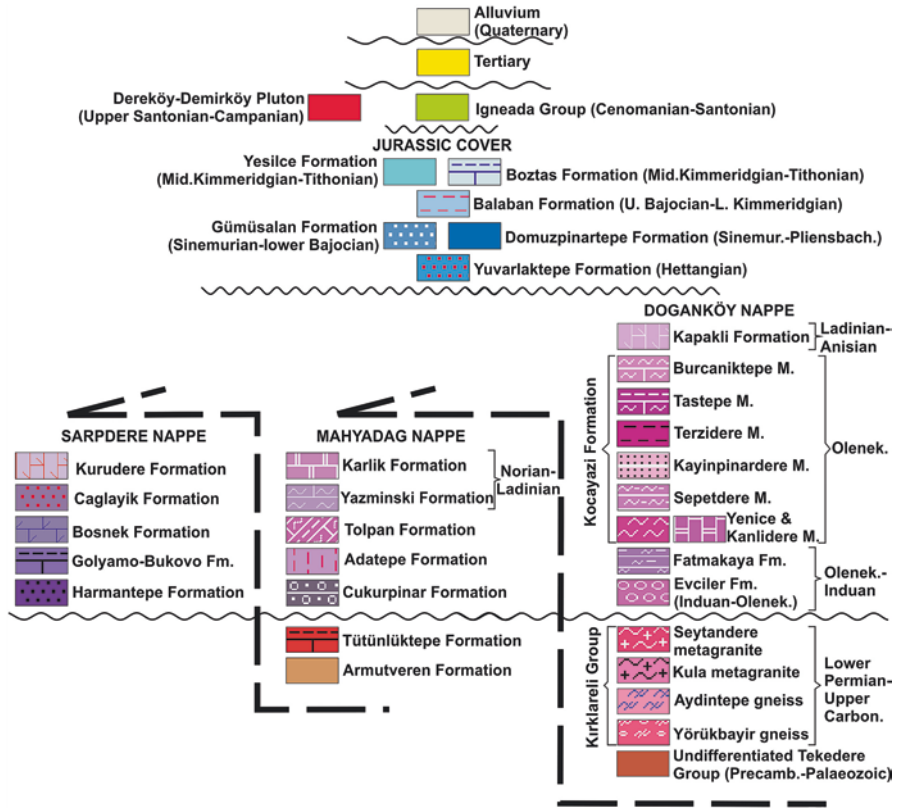 Alluvium
(Quaternary)
Tertiary
Dereköy-Demirköy Pluton
(Upper Santonian-Campanian)
Igneada Group (Cenomanian-Santonian)
JURASSIC COVER
Yesilce Formation
(Mid.Kimmeridgian-Tithonian)
Boztas Formation (Mid.Kimmeridgian-Tithonian)
Balaban Formation (U. Bajocian-L. Kimmeridgian)
Gümüsalan Formation
(Sinemurian-lower Bajocian)
Domuzpinartepe Formation (Sinemur.-Pliensbach.)
Yuvarlaktepe Formation (Hettangian)
DOGANKÖY NAPPE
Kapakli Formation
Ladinian-
Anisian
Kocayazi Formation
Burcaniktepe M.
Tastepe M.
Terzidere M.
Kayinpinardere M.
Sepetdere M.
Yenice &
Kanlidere M.
Olenek.
Fatmakaya Fm.
Evciler Fm.
(Induan-Olenek.)
Olenek.-
Induan
SARPDERE NAPPE
Kurudere Formation
Caglayik Formation
Bosnek Formation
Golyamo-Bukovo Fm.
Harmantepe Formation
MAHYADAG NAPPE
Karlik Formation
Yazminski Formation
Norian-
Ladinian
Tolpan Formation
Adatepe Formation
Cukurpinar Formation
Tütünlüktepe Formation
Armutveren Formation
Kırklareli Group
Seytandere
metagranite
Kula metagranite
Aydintepe gneiss
Yörükbayir gneiss
Lower
Permian-
Upper
Carbon.
Undifferentiated Tekedere
Group (Precamb.-Palaeozoic)